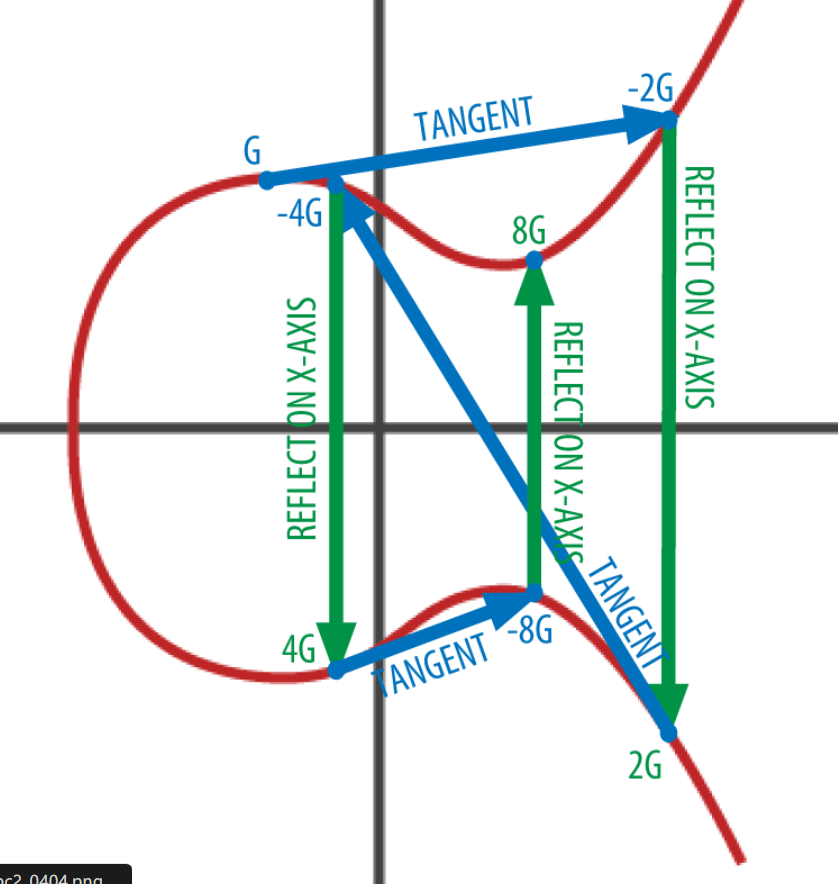 -2G
TANGENT
G
-4G
8G
REFLECT ON X-AXIS
REFLECT ON X-AXIS
REFLECT ON X-AXIS
TANGENT
4G
-8G
TANGENT
2G
c2_0404.png